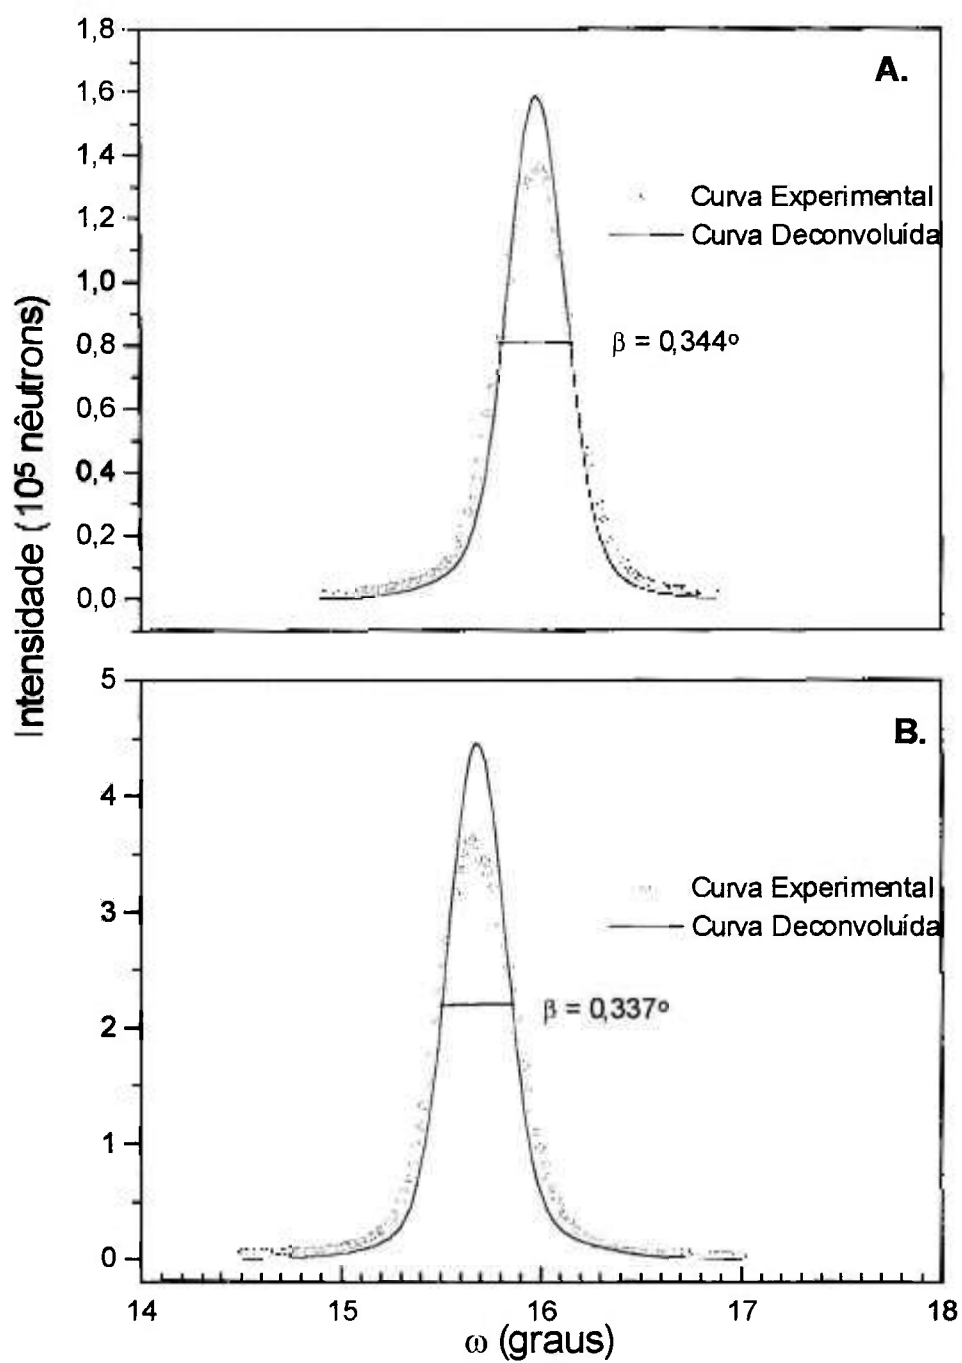 1,8
A.
1,6
1,4
Curva Experimental
1,2
Curva Deconvoluída
1,0
0,8
β = 0,344º
0,6
0,4
0,2
0,0
Intensidade (10⁵ nêutrons)
5
B.
4
Curva Experimental
3
Curva Deconvoluída
β = 0,337º
2
1
0
14 15 16 17 18
ω (graus)